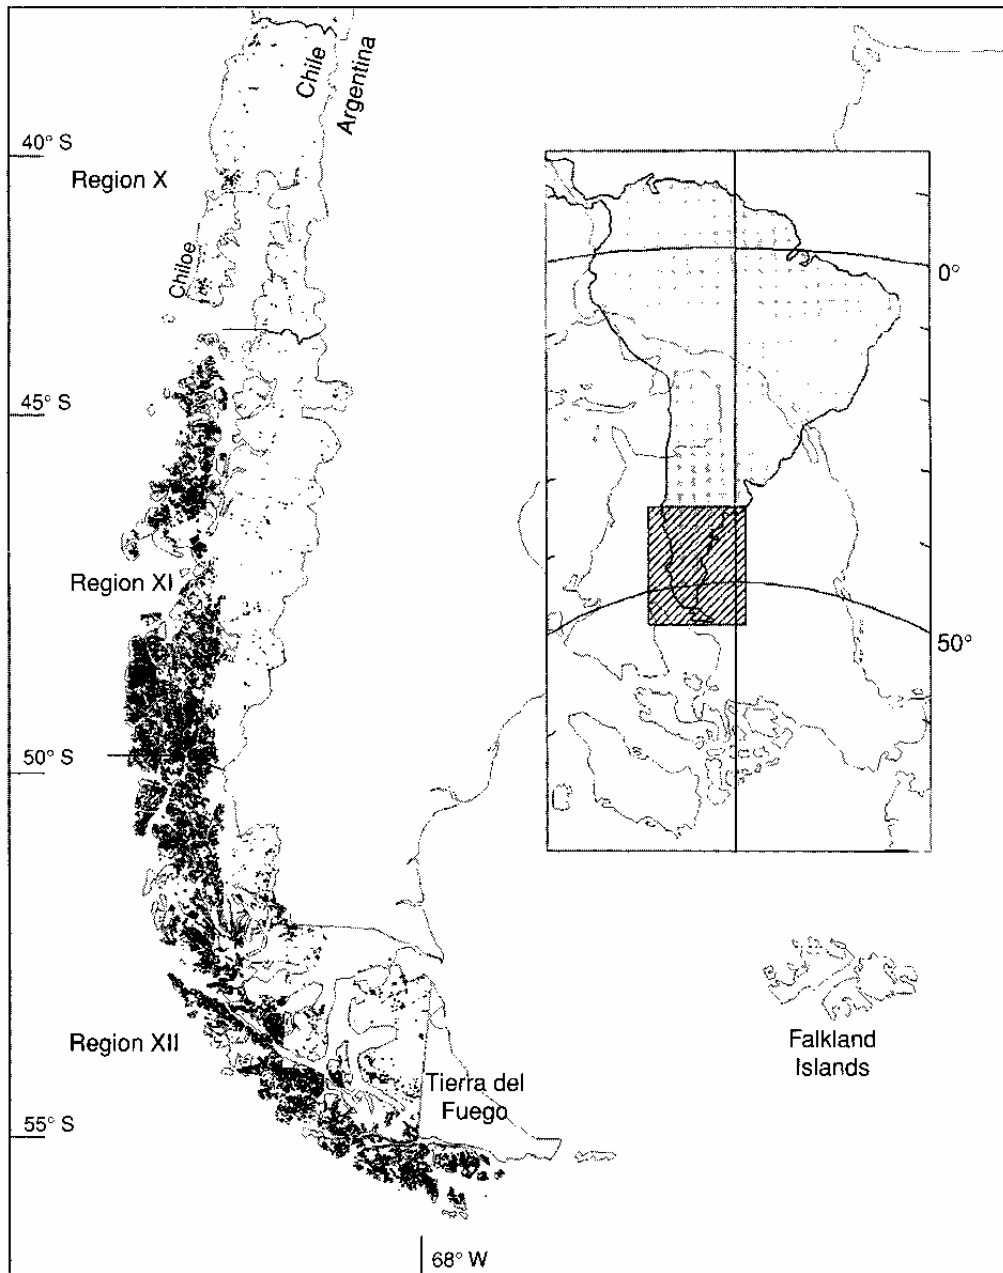 Chile
Argentina
40° S
Region X
Chiloe
0°
45° S
Region XI
50°
50° S
Region XII
Falkland
Islands
Tierra del
Fuego
55° S
68° W